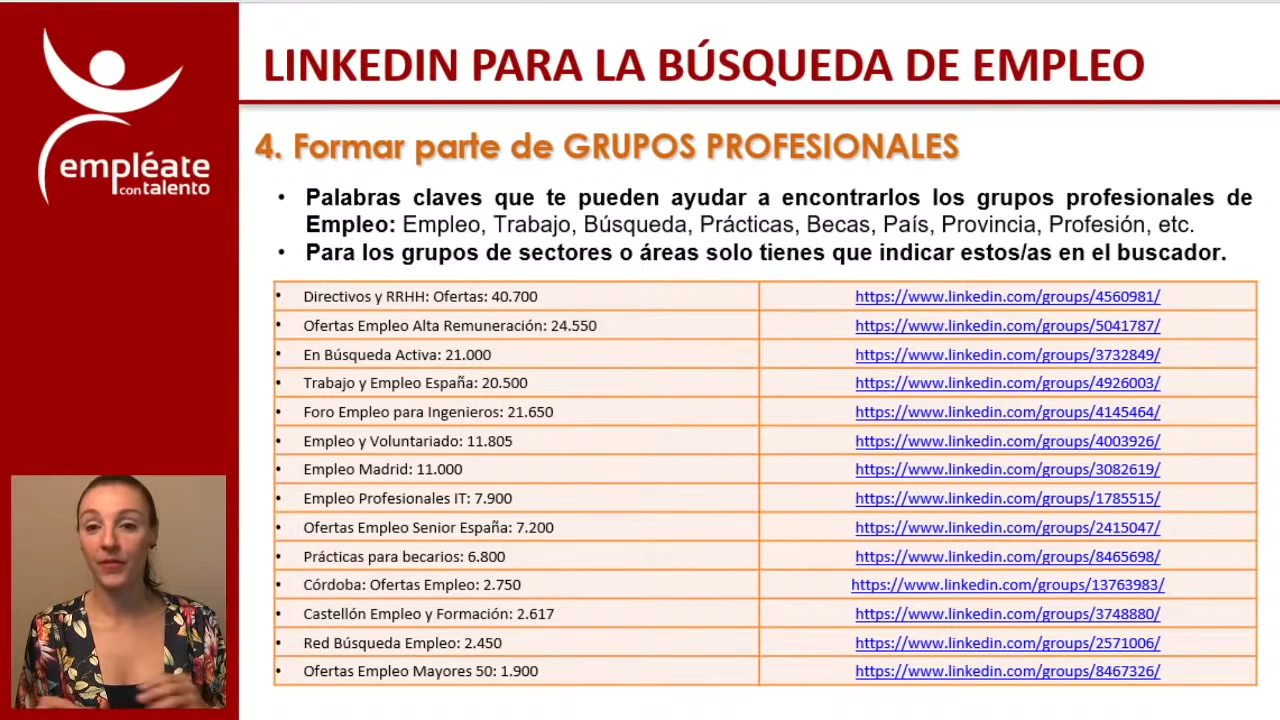 empléate
con talento
LINKEDIN PARA LA BÚSQUEDA DE EMPLEO
4. Formar parte de GRUPOS PROFESIONALES
• Palabras claves que te pueden ayudar a encontrarlos los grupos profesionales de
Empleo: Empleo, Trabajo, Búsqueda, Prácticas, Becas, País, Provincia, Profesión, etc.
• Para los grupos de sectores o áreas solo tienes que indicar estos/as en el buscador.
• Directivos y RRHH: Ofertas: 40.700 https://www.linkedin.com/groups/4560981/
• Ofertas Empleo Alta Remuneración: 24.550 https://www.linkedin.com/groups/5041787/
• En Búsqueda Activa: 21.000 https://www.linkedin.com/groups/3732849/
• Trabajo y Empleo España: 20.500 https://www.linkedin.com/groups/4926003/
• Foro Empleo para Ingenieros: 21.650 https://www.linkedin.com/groups/4145464/
• Empleo y Voluntariado: 11.805 https://www.linkedin.com/groups/4003926/
• Empleo Madrid: 11.000 https://www.linkedin.com/groups/3082619/
• Empleo Profesionales IT: 7.900 https://www.linkedin.com/groups/1785515/
• Ofertas Empleo Senior España: 7.200 https://www.linkedin.com/groups/2415047/
• Prácticas para becarios: 6.800 https://www.linkedin.com/groups/8465698/
• Córdoba: Ofertas Empleo: 2.750 https://www.linkedin.com/groups/13763983/
• Castellón Empleo y Formación: 2.617 https://www.linkedin.com/groups/3748880/
• Red Búsqueda Empleo: 2.450 https://www.linkedin.com/groups/2571006/
• Ofertas Empleo Mayores 50: 1.900 https://www.linkedin.com/groups/8467326/